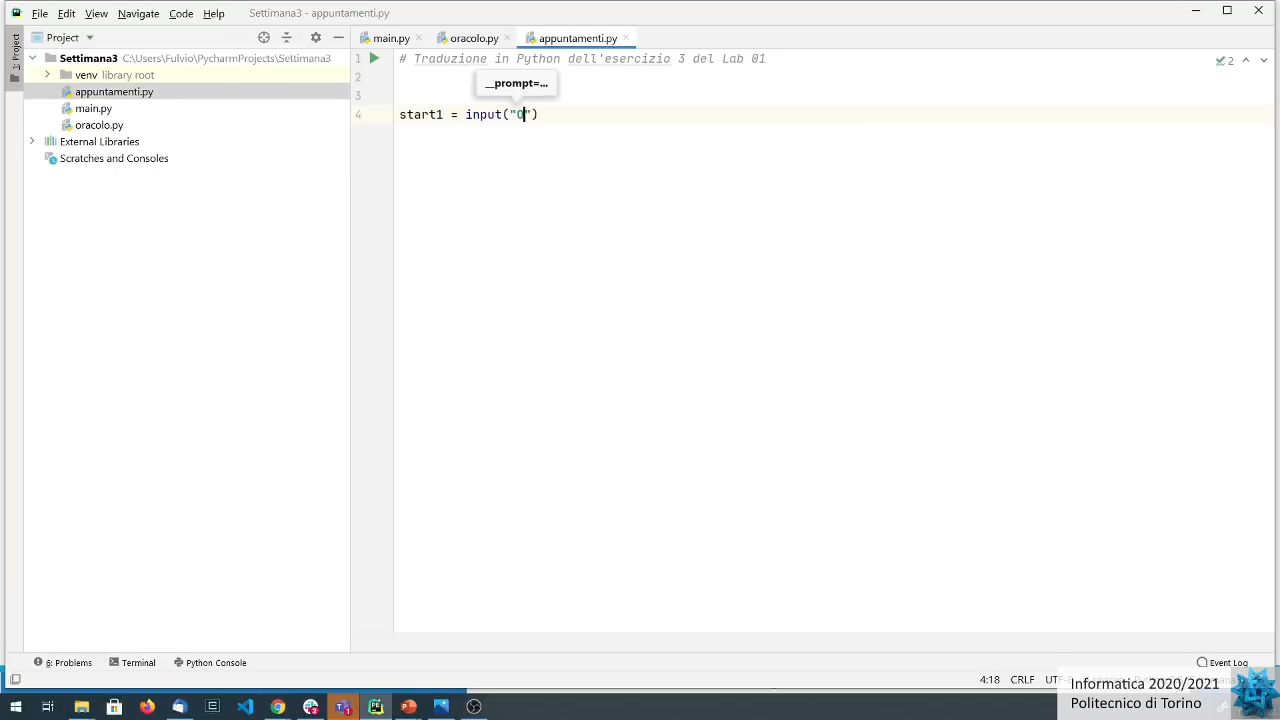 File Edit View Navigate Code Help Settimana3 - appuntamenti.py
Project
Project
main.py oracolo.py appuntamenti.py
Settimana3 C:\Users\Fulvio\PycharmProjects\Settimana3
venv library root
appuntamenti.py
main.py
oracolo.py
External Libraries
Scratches and Consoles
1 # Traduzione in Python dell'esercizio 3 del Lab 01
2
2
__prompt=...
3
4 start1 = input("O")
6: Problems Terminal Python Console Event Log
4:18 CRLF
Informatica 2020/2021
Politecnico di Torino